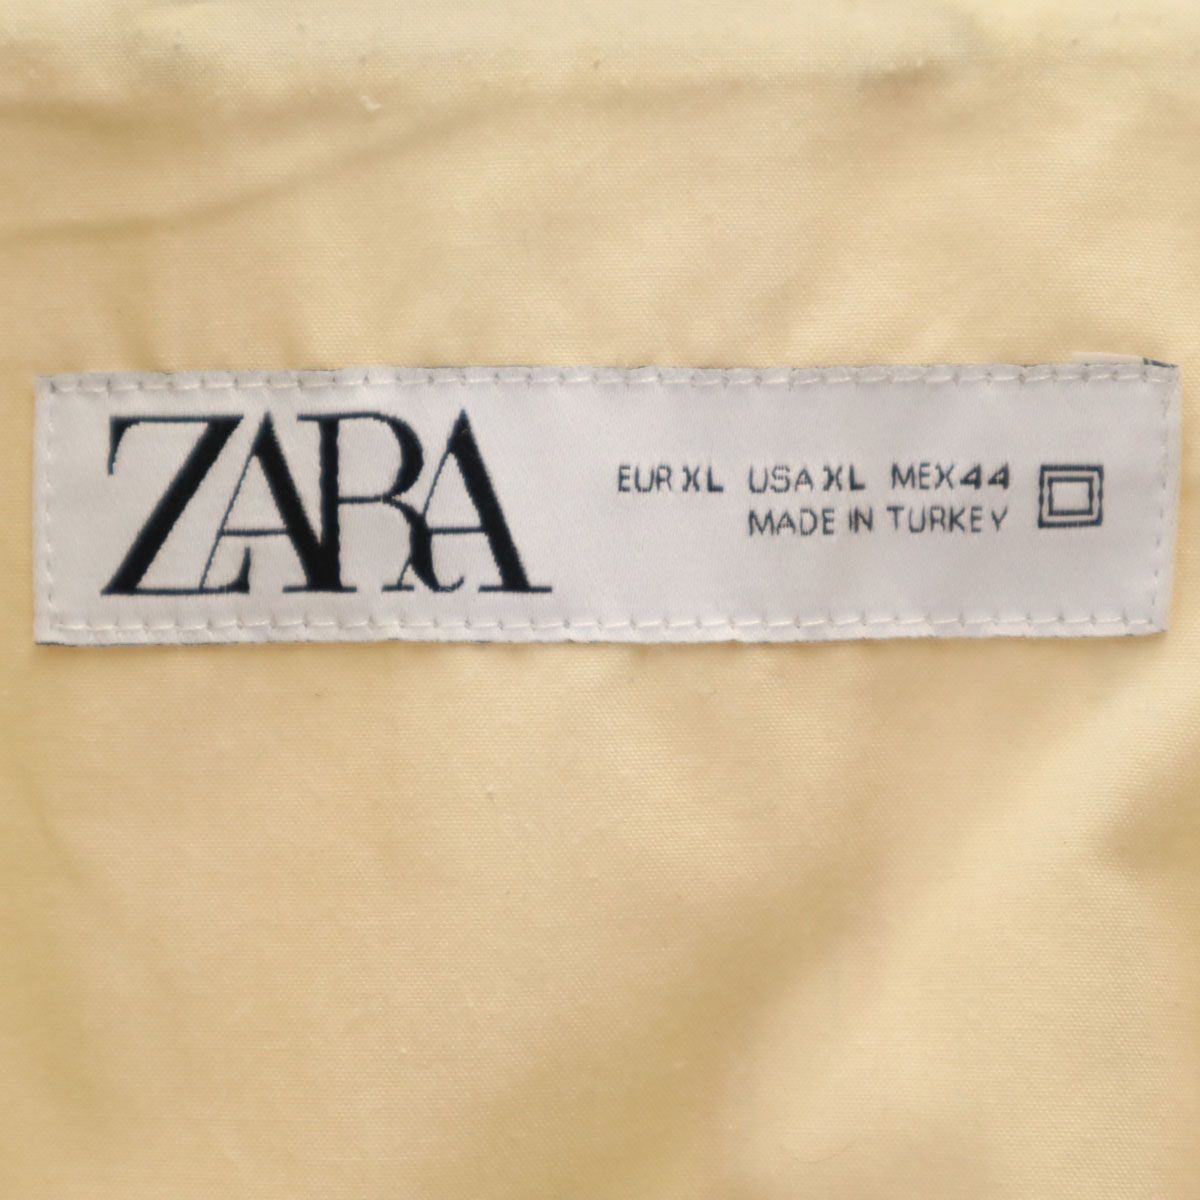 ZARA
EUR XL USA XL MEX 44
MADE IN TURKEY